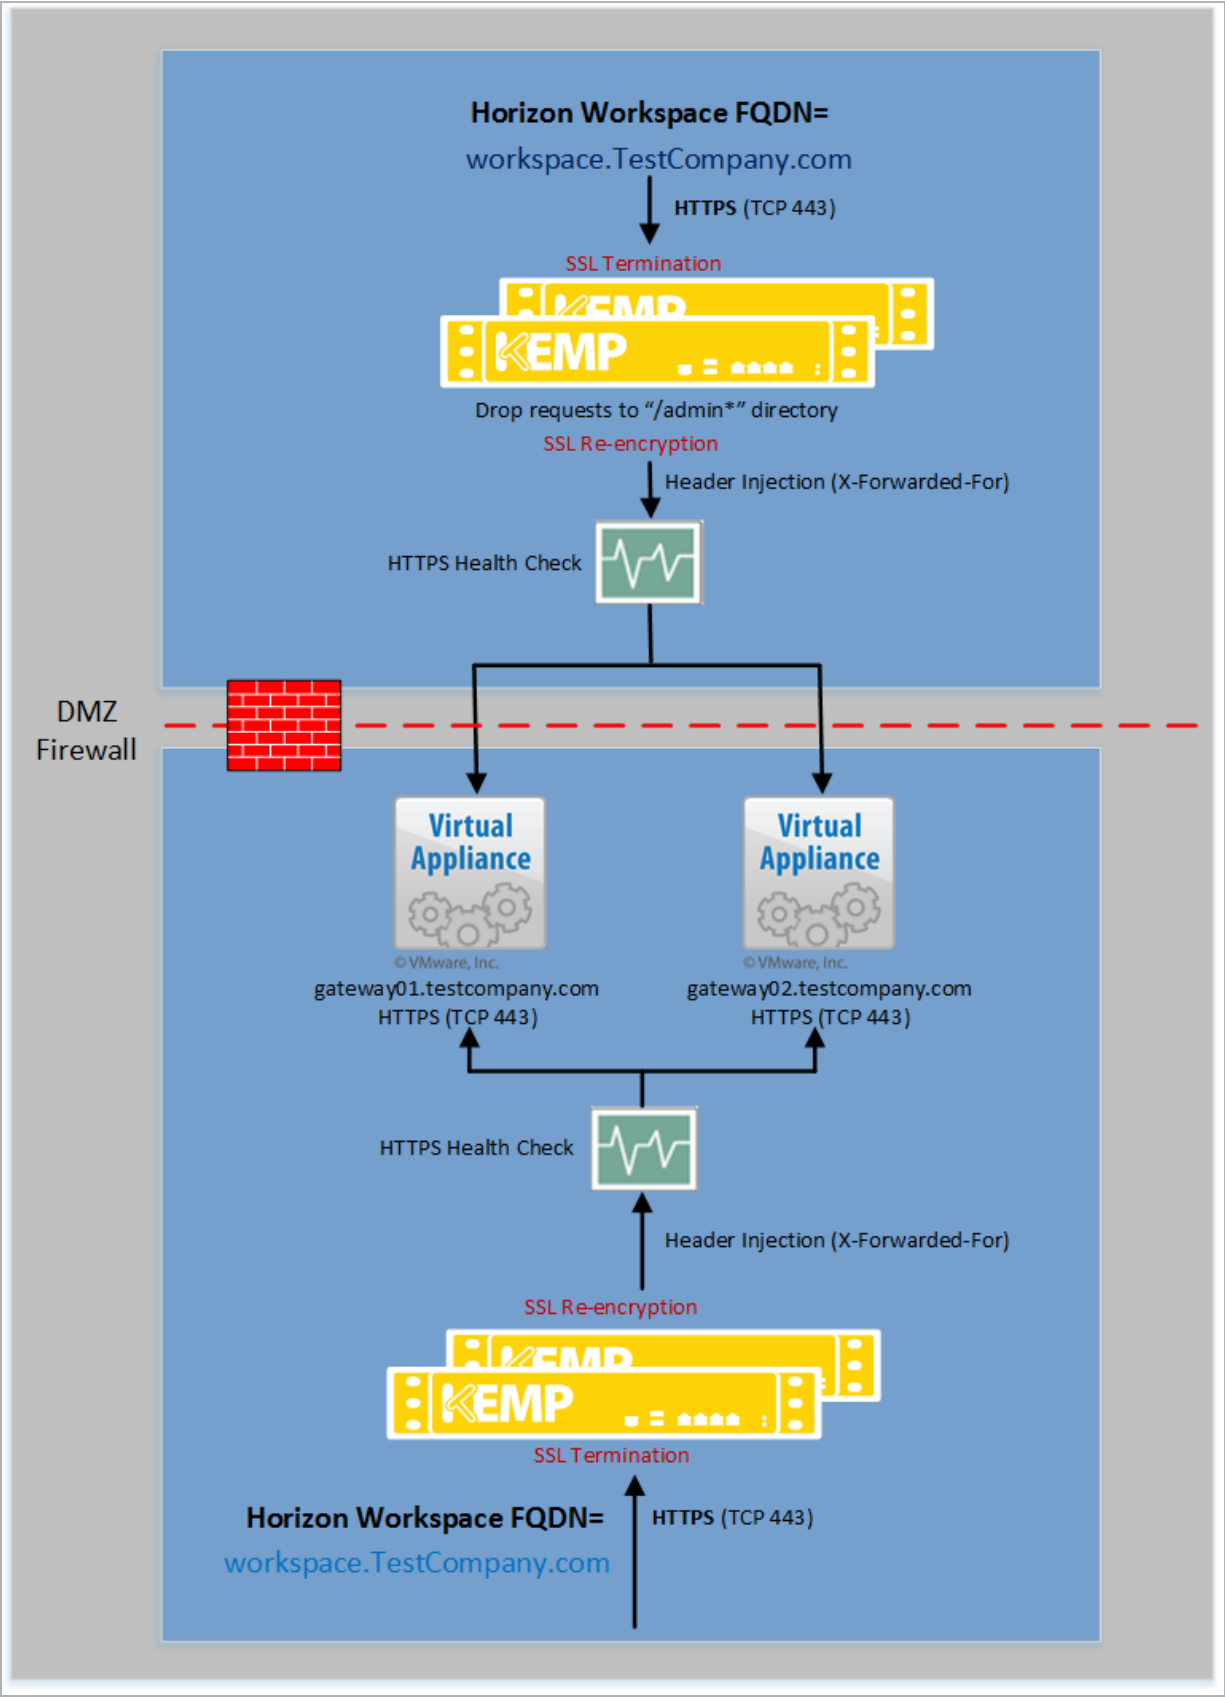 Horizon Workspace FQDN=
workspace.TestCompany.com
HTTPS (TCP 443)
SSL Termination
KEMP
KEMP
Drop requests to “/admin*” directory
SSL Re-encryption
Header Injection (X-Forwarded-For)
HTTPS Health Check
DMZ
Firewall
Virtual
Appliance
© VMware, Inc.
gateway01.testcompany.com
HTTPS (TCP 443)
Virtual
Appliance
© VMware, Inc.
gateway02.testcompany.com
HTTPS (TCP 443)
HTTPS Health Check
Header Injection (X-Forwarded-For)
SSL Re-encryption
KEMP
KEMP
SSL Termination
Horizon Workspace FQDN=
workspace.TestCompany.com
HTTPS (TCP 443)